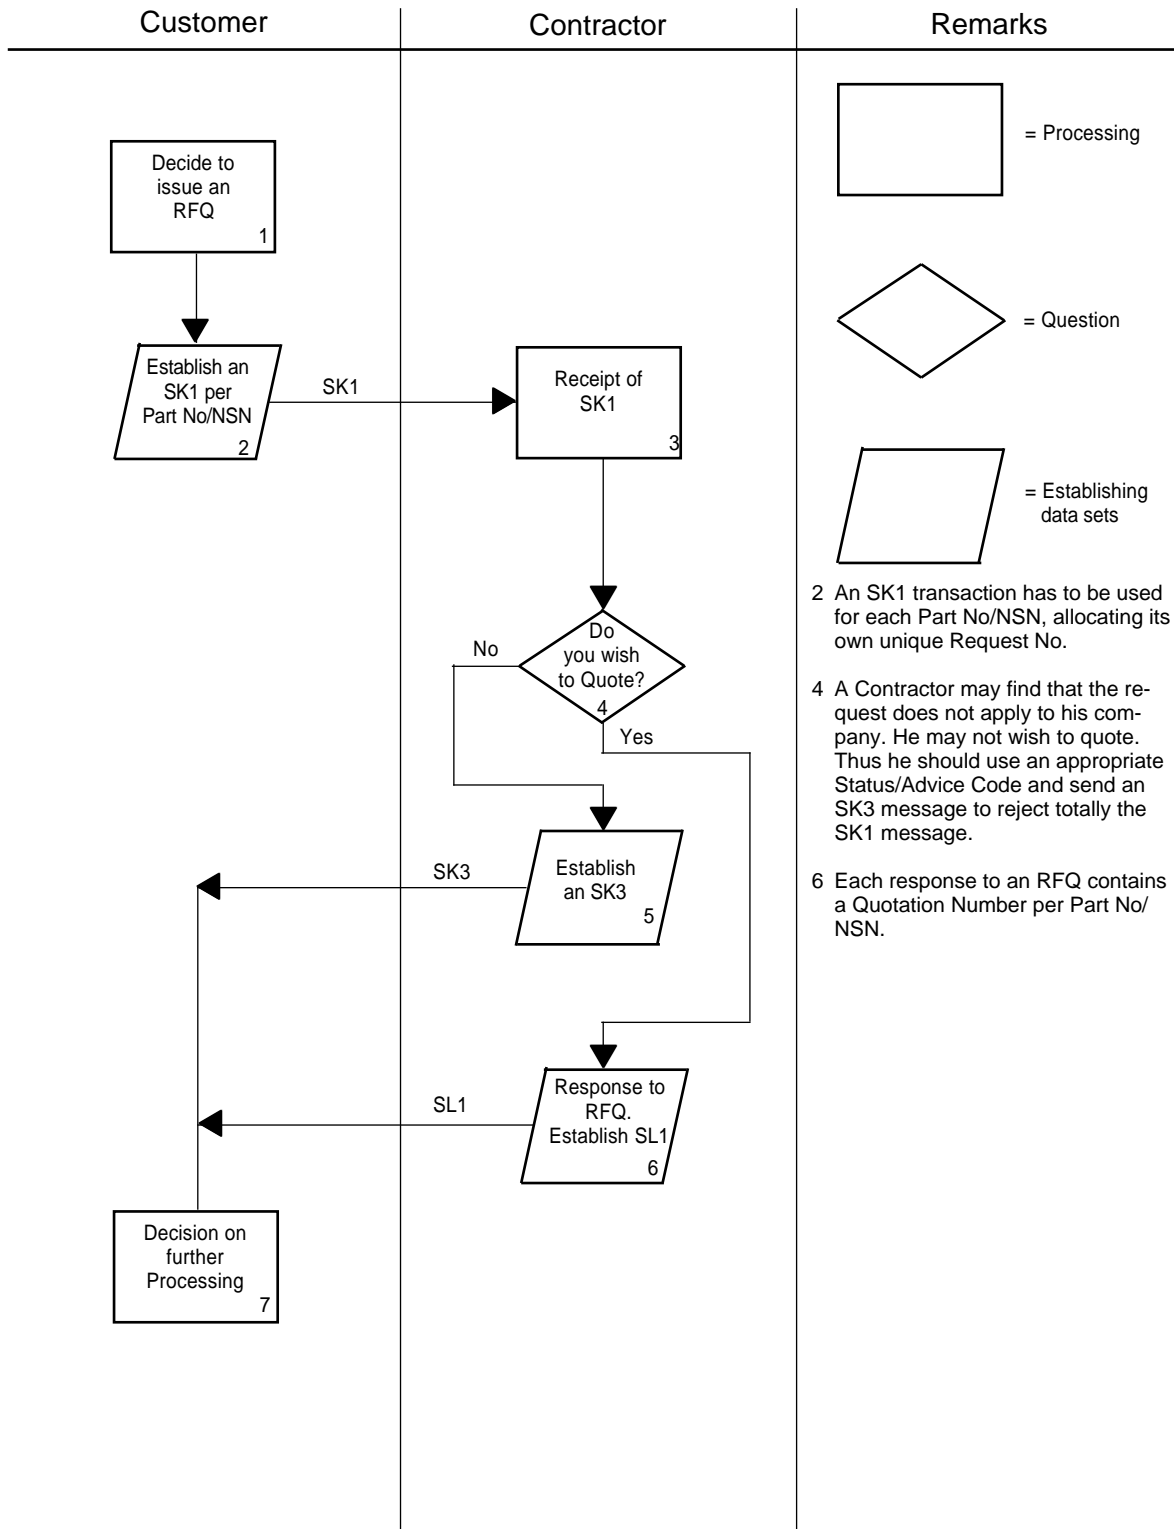 Customer
Contractor
Remarks
= Processing
Decide to
issue an
RFQ
1
= Question
Establish an
SK1 per
Part No/NSN
2
SK1
Receipt of
SK1
3
= Establishing
data sets
2 An SK1 transaction has to be used
for each Part No/NSN, allocating its
own unique Request No.
No
Do
you wish
to Quote?
4
Yes
4 A Contractor may find that the re-
quest does not apply to his com-
pany. He may not wish to quote.
Thus he should use an appropriate
Status/Advice Code and send an
SK3 message to reject totally the
SK1 message.
SK3
Establish
an SK3
5
6 Each response to an RFQ contains
a Quotation Number per Part No/
NSN.
SL1
Response to
RFQ.
Establish SL1
6
Decision on
further
Processing
7